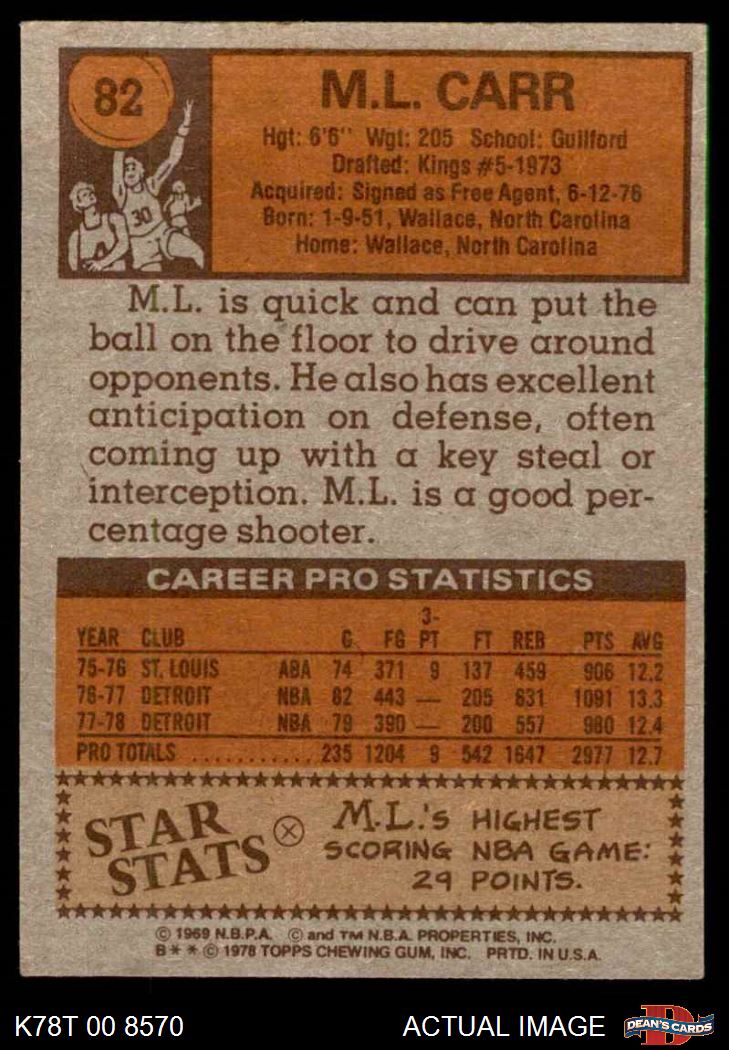 82
M.L. CARR
Hgt: 6'6" Wgt: 205 School: Guilford
Drafted: Kings #5-1973
Acquired: Signed as Free Agent, 6-12-76
Born: 1-9-51, Wallace, North Carolina
Home: Wallace, North Carolina
30
M.L. is quick and can put the
ball on the floor to drive around
opponents. He also has excellent
anticipation on defense, often
coming up with a key steal or
interception. M.L. is a good per-
centage shooter.
CAREER PRO STATISTICS
YEAR CLUB G FG 3-PT FT REB PTS AVG
75-76 ST. LOUIS ABA 74 371 9 137 459 906 12.2
76-77 DETROIT NBA 82 443 — 205 631 1091 13.3
77-78 DETROIT NBA 79 390 — 200 557 980 12.4
PRO TOTALS ........... 235 1204 9 542 1647 2977 12.7
STAR STATS
M.L.'s HIGHEST
SCORING NBA GAME:
29 POINTS.
© 1969 N.B.P.A. © and TM N.B.A. PROPERTIES, INC.
B* * © 1978 TOPPS CHEWING GUM, INC. PRTD. IN U.S.A.
K78T 00 8570 ACTUAL IMAGE DEAN'S CARDS